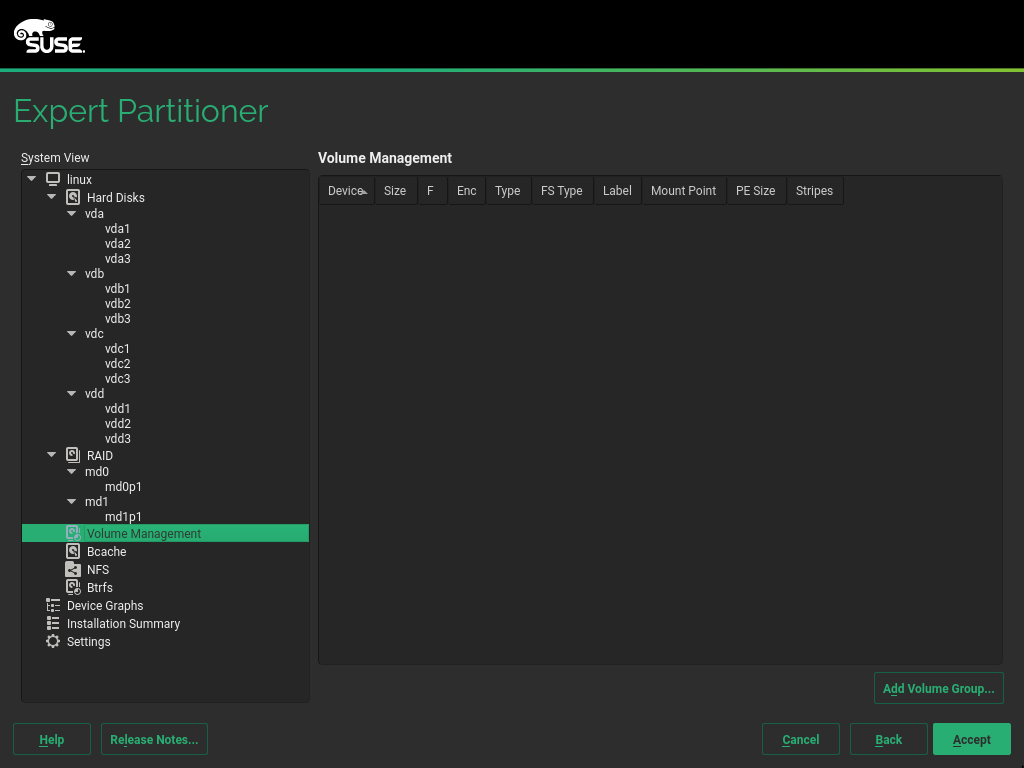 SUSE.
Expert Partitioner
System View
linux
Hard Disks
vda
vda1
vda2
vda3
vdb
vdb1
vdb2
vdb3
vdc
vdc1
vdc2
vdc3
vdd
vdd1
vdd2
vdd3
RAID
md0
md0p1
md1
md1p1
Volume Management
Bcache
NFS
Btrfs
Device Graphs
Installation Summary
Settings
Volume Management
Device Size F Enc Type FS Type Label Mount Point PE Size Stripes
Add Volume Group...
Help Release Notes... Cancel Back Accept